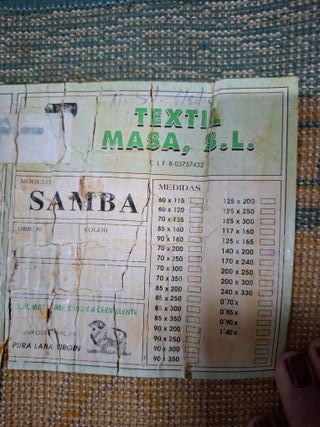 TEXTIL
MASA, S.L.
C.I.F. B-03757432
MODELO
SAMBA
DIBUJO COLOR
PURA LANA VIRGEN
MEDIDAS
60 x 115
60 x 120
70 x 135
85 x 160
90 x 160
70 x 200
70 x 250
85 x 200
85 x 250
85 x 300
85 x 350
90 x 200
90 x 250
90 x 300
90 x 350
125 x 200
125 x 250
125 x 300
117 x 160
125 x 165
140 x 200
170 x 240
200 x 250
200 x 300
240 x 330
0'70 x
0'85 x
0'90 x
1'40 x